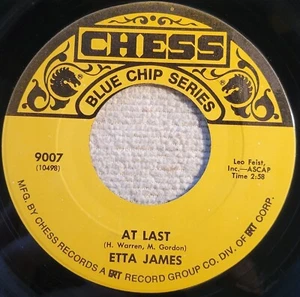 CHESS
BLUE CHIP SERIES
9007
(10498)
Leo Feist,
Inc.—ASCAP
Time 2:58
AT LAST
(H. Warren, M. Gordon)
ETTA JAMES
MFG. BY CHESS RECORDS A GRT RECORD GROUP CO. DIV. OF GRT CORP.